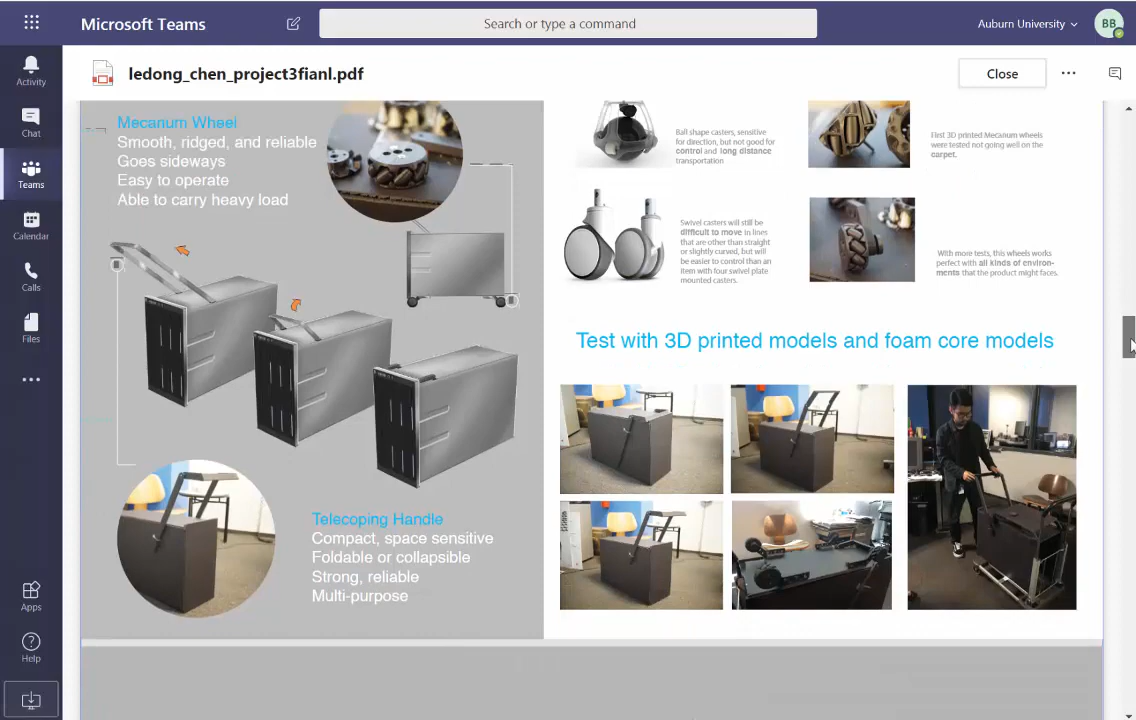 Microsoft Teams
Search or type a command
Auburn University
BB
Activity
Chat
Teams
Calendar
Calls
Files
Apps
Help
ledong_chen_project3fianl.pdf
Close
Mecanum Wheel
Smooth, ridged, and reliable
Goes sideways
Easy to operate
Able to carry heavy load
Telecoping Handle
Compact, space sensitive
Foldable or collapsible
Strong, reliable
Multi-purpose
Ball shape casters, sensitive
for direction, but not good for
control and long distance
transportation
First 3D printed Mecanum wheels
were tested not going well on the
carpet.
Swivel casters will still be
difficult to move in lines
that are other than straight
or slightly curved, but will
be easier to control than an
item with four swivel plate
mounted casters.
With more tests, this wheels works
perfect with all kinds of environ-
ments that the product might faces.
Test with 3D printed models and foam core models